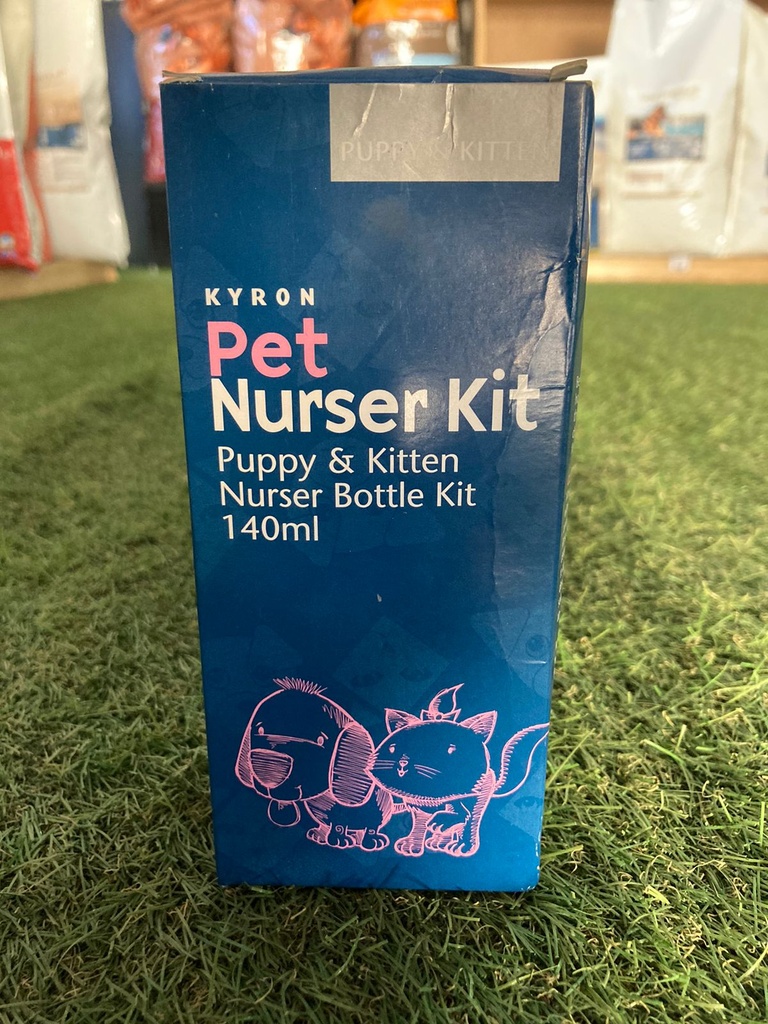 PUPPY & KITTEN
KYRON
Pet
Nurser Kit
Puppy & Kitten
Nurser Bottle Kit
140ml